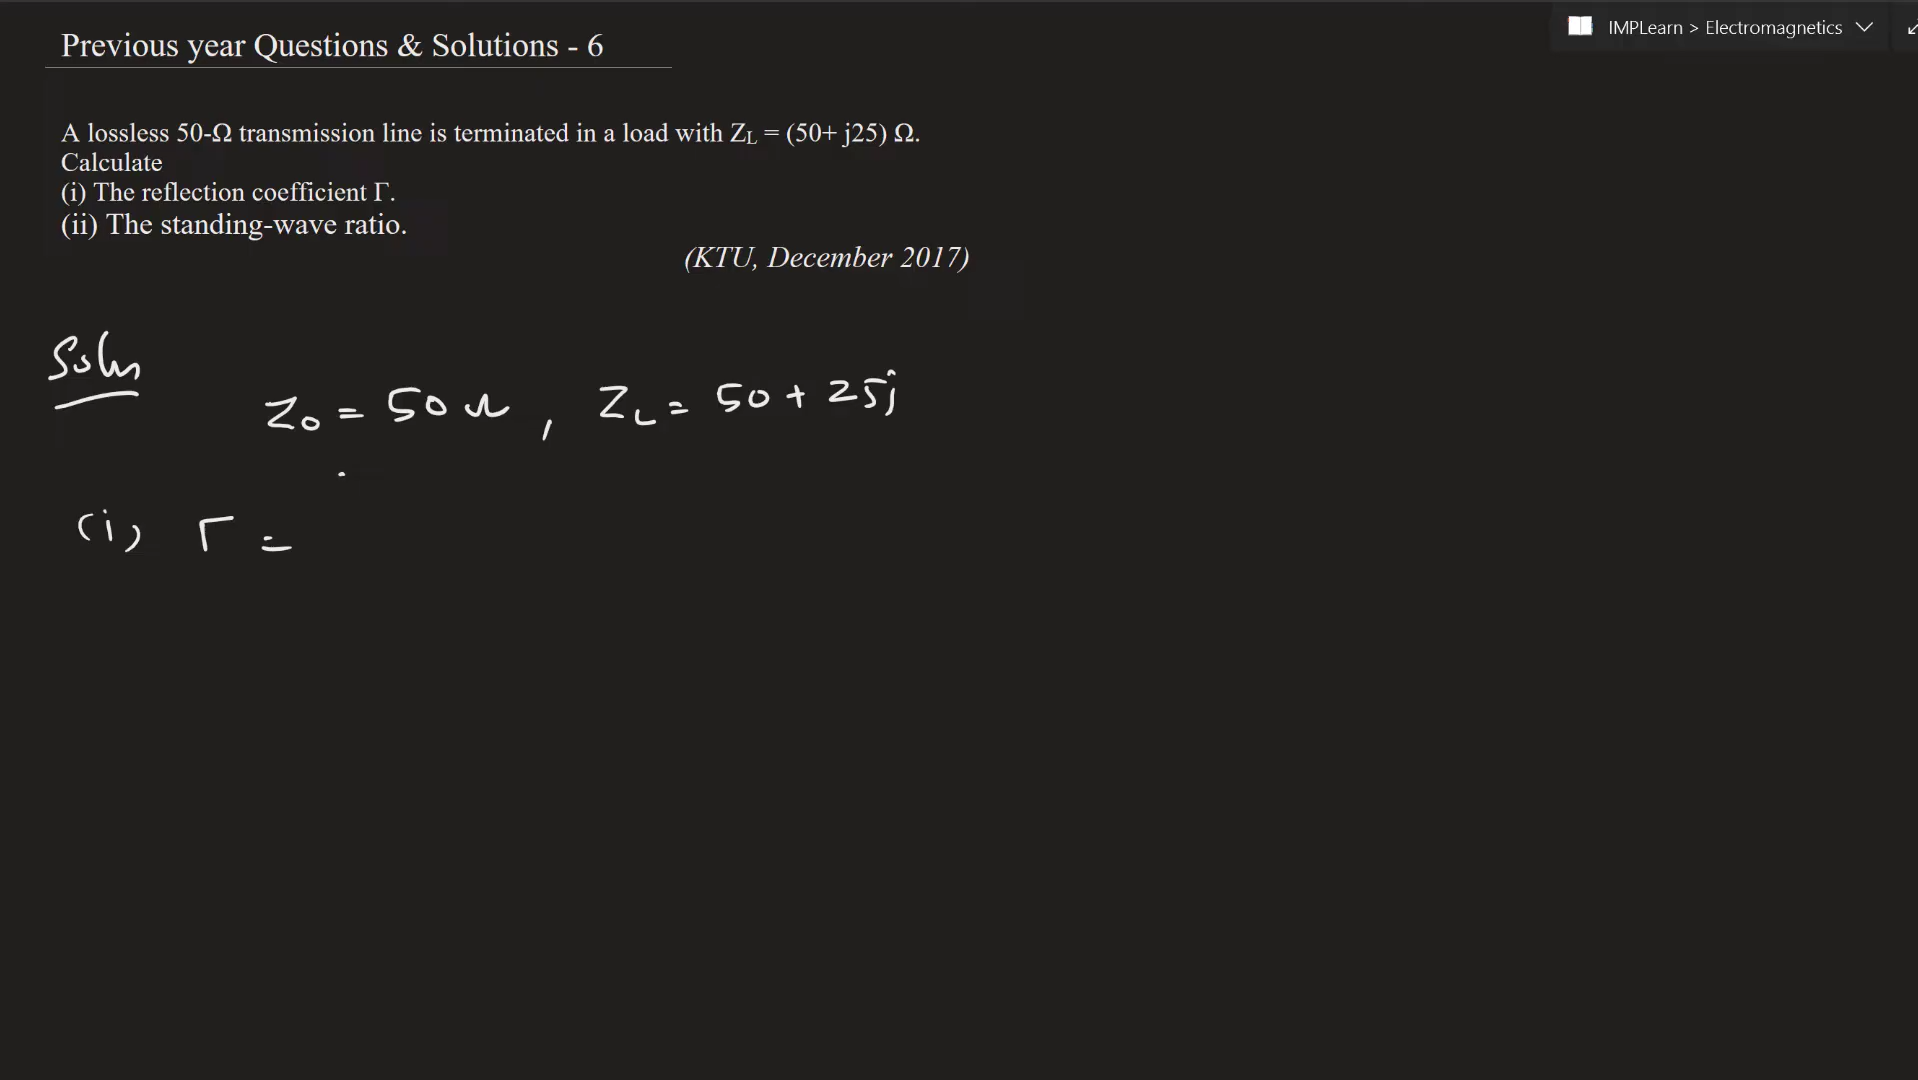 IMPLearn > Electromagnetics
Previous year Questions & Solutions - 6
A lossless 50-Ω transmission line is terminated in a load with ZL = (50+ j25) Ω.
Calculate
(i) The reflection coefficient Γ.
(ii) The standing-wave ratio.
(KTU, December 2017)
Soln
Z0 = 50 Ω , ZL = 50 + 25j
(i) Γ =